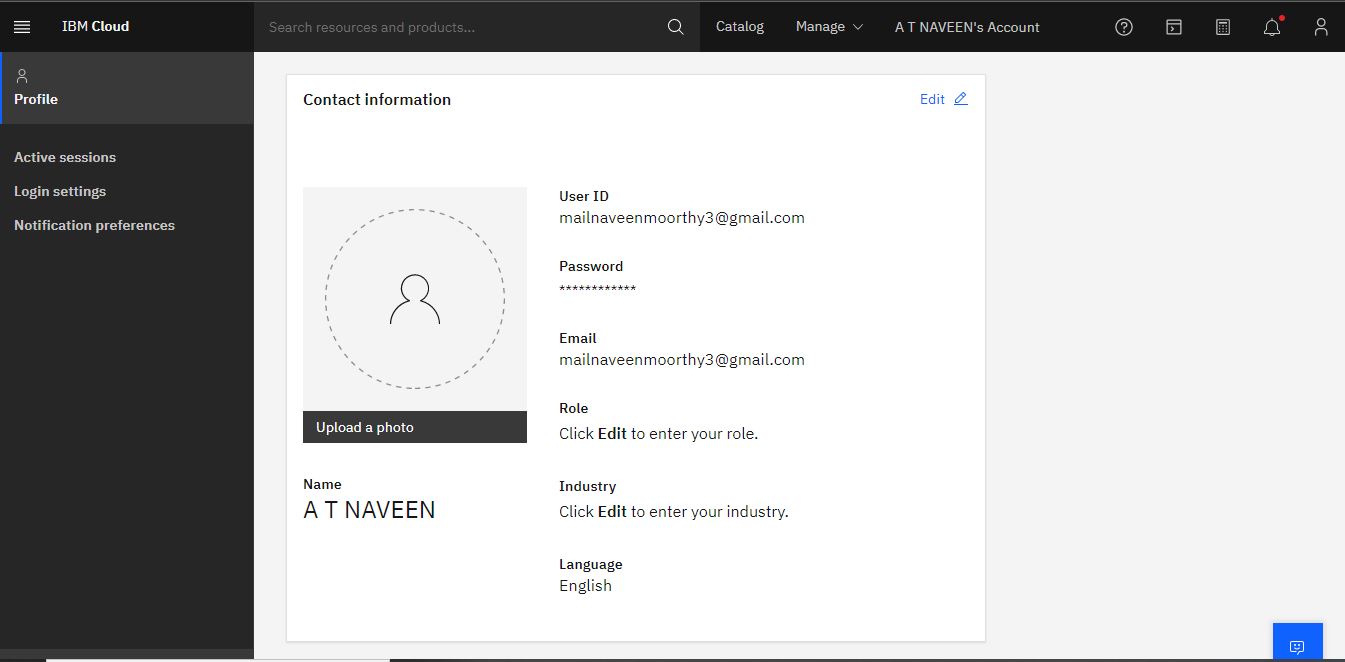 IBM Cloud
Search resources and products...
Catalog
Manage
A T NAVEEN's Account
Profile
Active sessions
Login settings
Notification preferences
Contact information
Edit
Upload a photo
Name
A T NAVEEN
User ID
mailnaveenmoorthy3@gmail.com
Password
************
Email
mailnaveenmoorthy3@gmail.com
Role
Click Edit to enter your role.
Industry
Click Edit to enter your industry.
Language
English